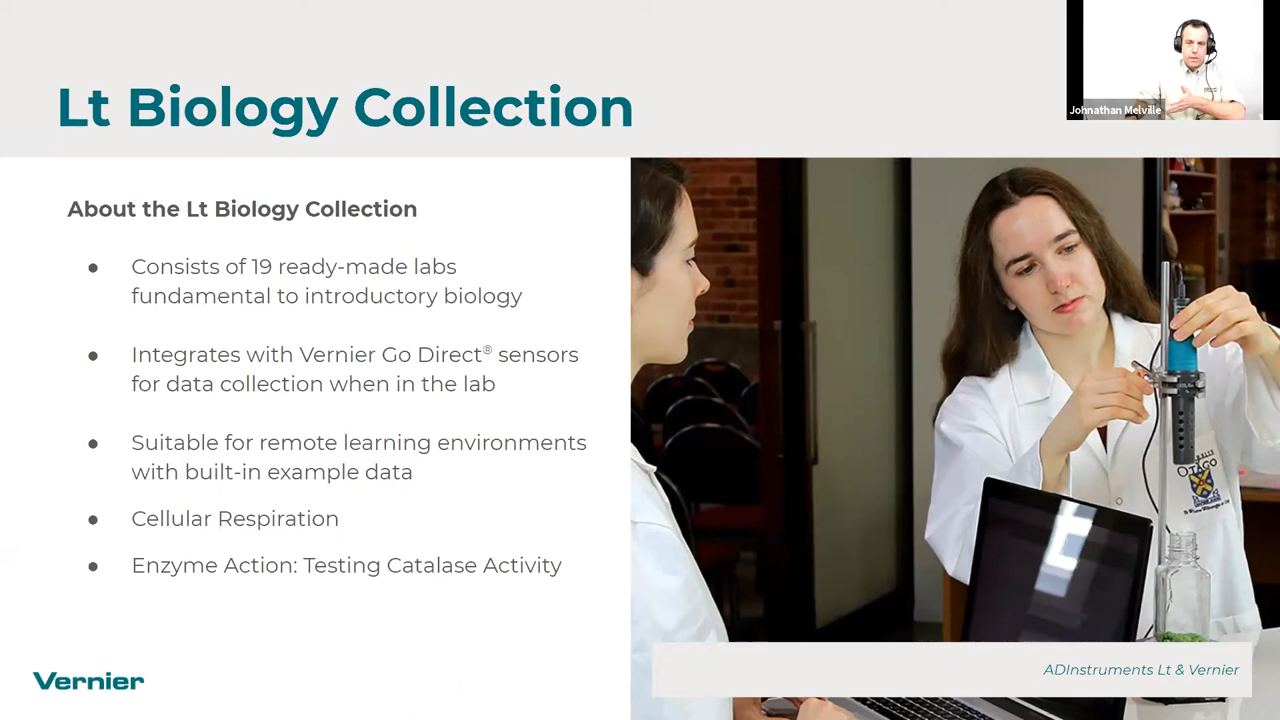 Lt Biology Collection
Johnathan Melville
About the Lt Biology Collection
● Consists of 19 ready-made labs
fundamental to introductory biology
● Integrates with Vernier Go Direct® sensors
for data collection when in the lab
● Suitable for remote learning environments
with built-in example data
● Cellular Respiration
● Enzyme Action: Testing Catalase Activity
OTAGO
ADInstruments Lt & Vernier
Vernier